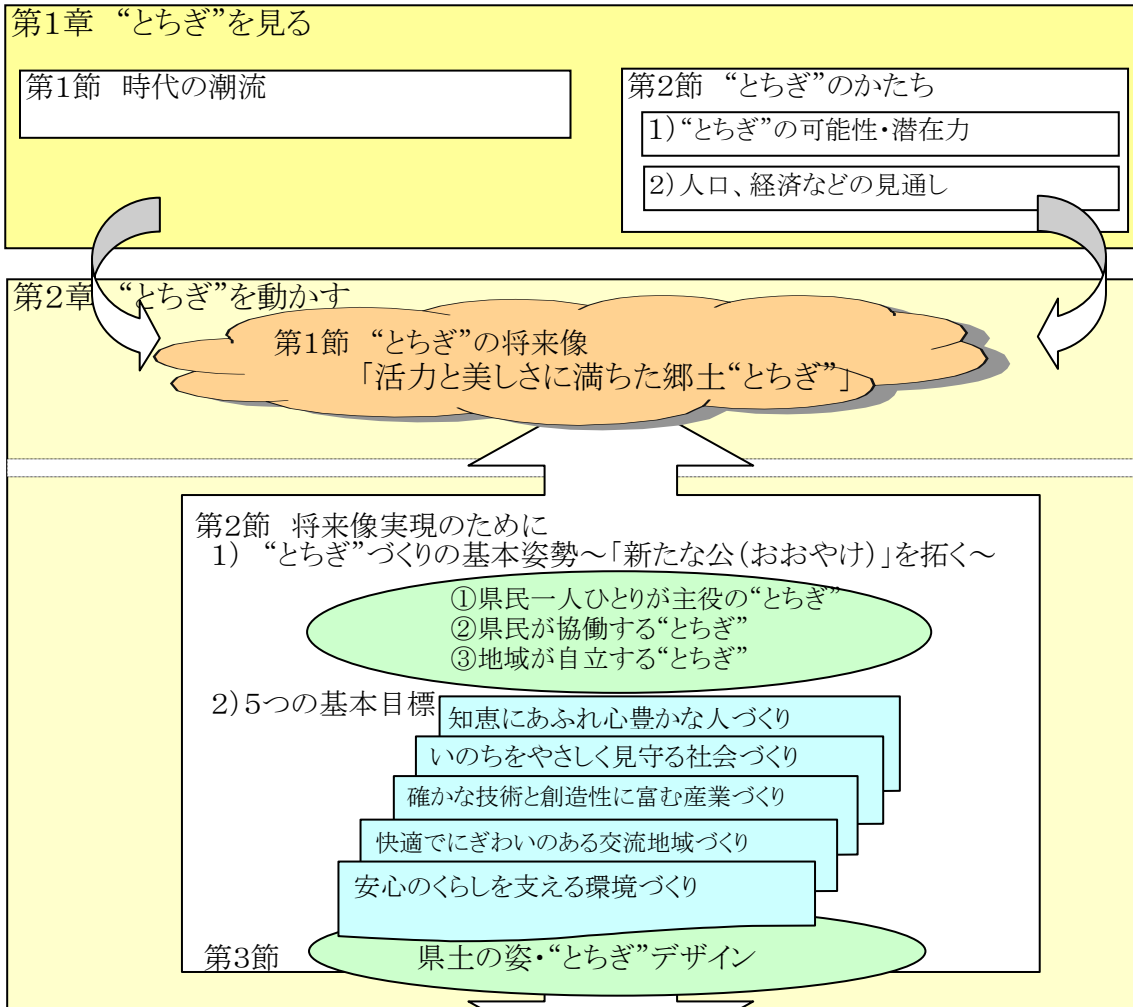 第1章 “とちぎ”を見る
第1節 時代の潮流
第2節 “とちぎ”のかたち
1)“とちぎ”の可能性・潜在力
2)人口、経済などの見通し
第2章 “とちぎ”を動かす
第1節 “とちぎ”の将来像
「活力と美しさに満ちた郷土“とちぎ”」
第2節 将来像実現のために
1) “とちぎ”づくりの基本姿勢～「新たな公(おおやけ)」を拓く～
①県民一人ひとりが主役の“とちぎ”
②県民が協働する“とちぎ”
③地域が自立する“とちぎ”
2)5つの基本目標
知恵にあふれ心豊かな人づくり
いのちをやさしく見守る社会づくり
確かな技術と創造性に富む産業づくり
快適でにぎわいのある交流地域づくり
安心のくらしを支える環境づくり
第3節 県土の姿・“とちぎ”デザイン